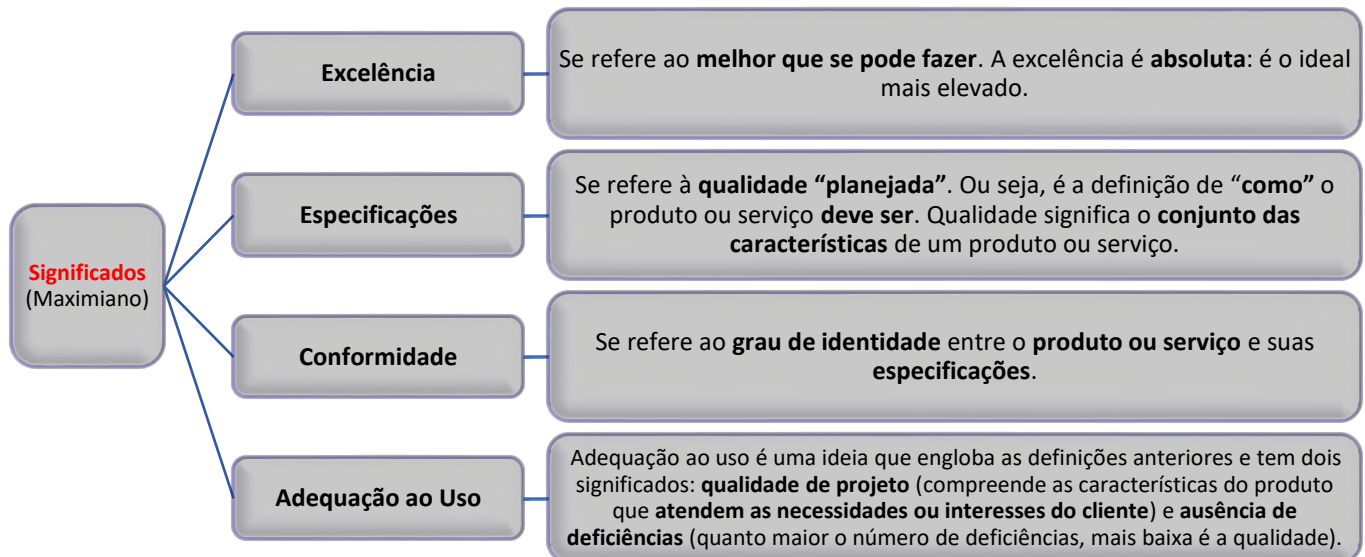 Significados
(Maximiano)
Excelência
Se refere ao melhor que se pode fazer. A excelência é absoluta: é o ideal
mais elevado.
Especificações
Se refere à qualidade “planejada”. Ou seja, é a definição de “como” o
produto ou serviço deve ser. Qualidade significa o conjunto das
características de um produto ou serviço.
Conformidade
Se refere ao grau de identidade entre o produto ou serviço e suas
especificações.
Adequação ao Uso
Adequação ao uso é uma ideia que engloba as definições anteriores e tem dois
significados: qualidade de projeto (compreende as características do produto
que atendem as necessidades ou interesses do cliente) e ausência de
deficiências (quanto maior o número de deficiências, mais baixa é a qualidade).